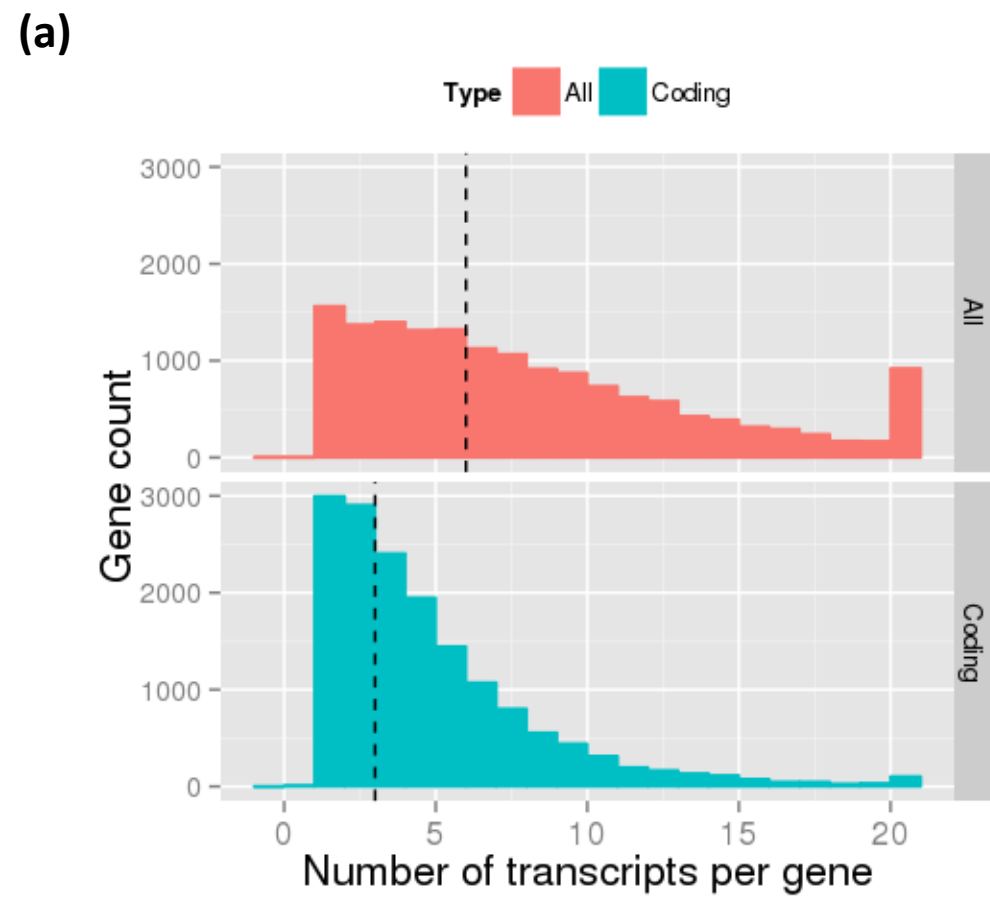 (a)
Type All Coding
3000
2000
1000
0
All
3000
2000
1000
0
Coding
Gene count
0 5 10 15 20
Number of transcripts per gene